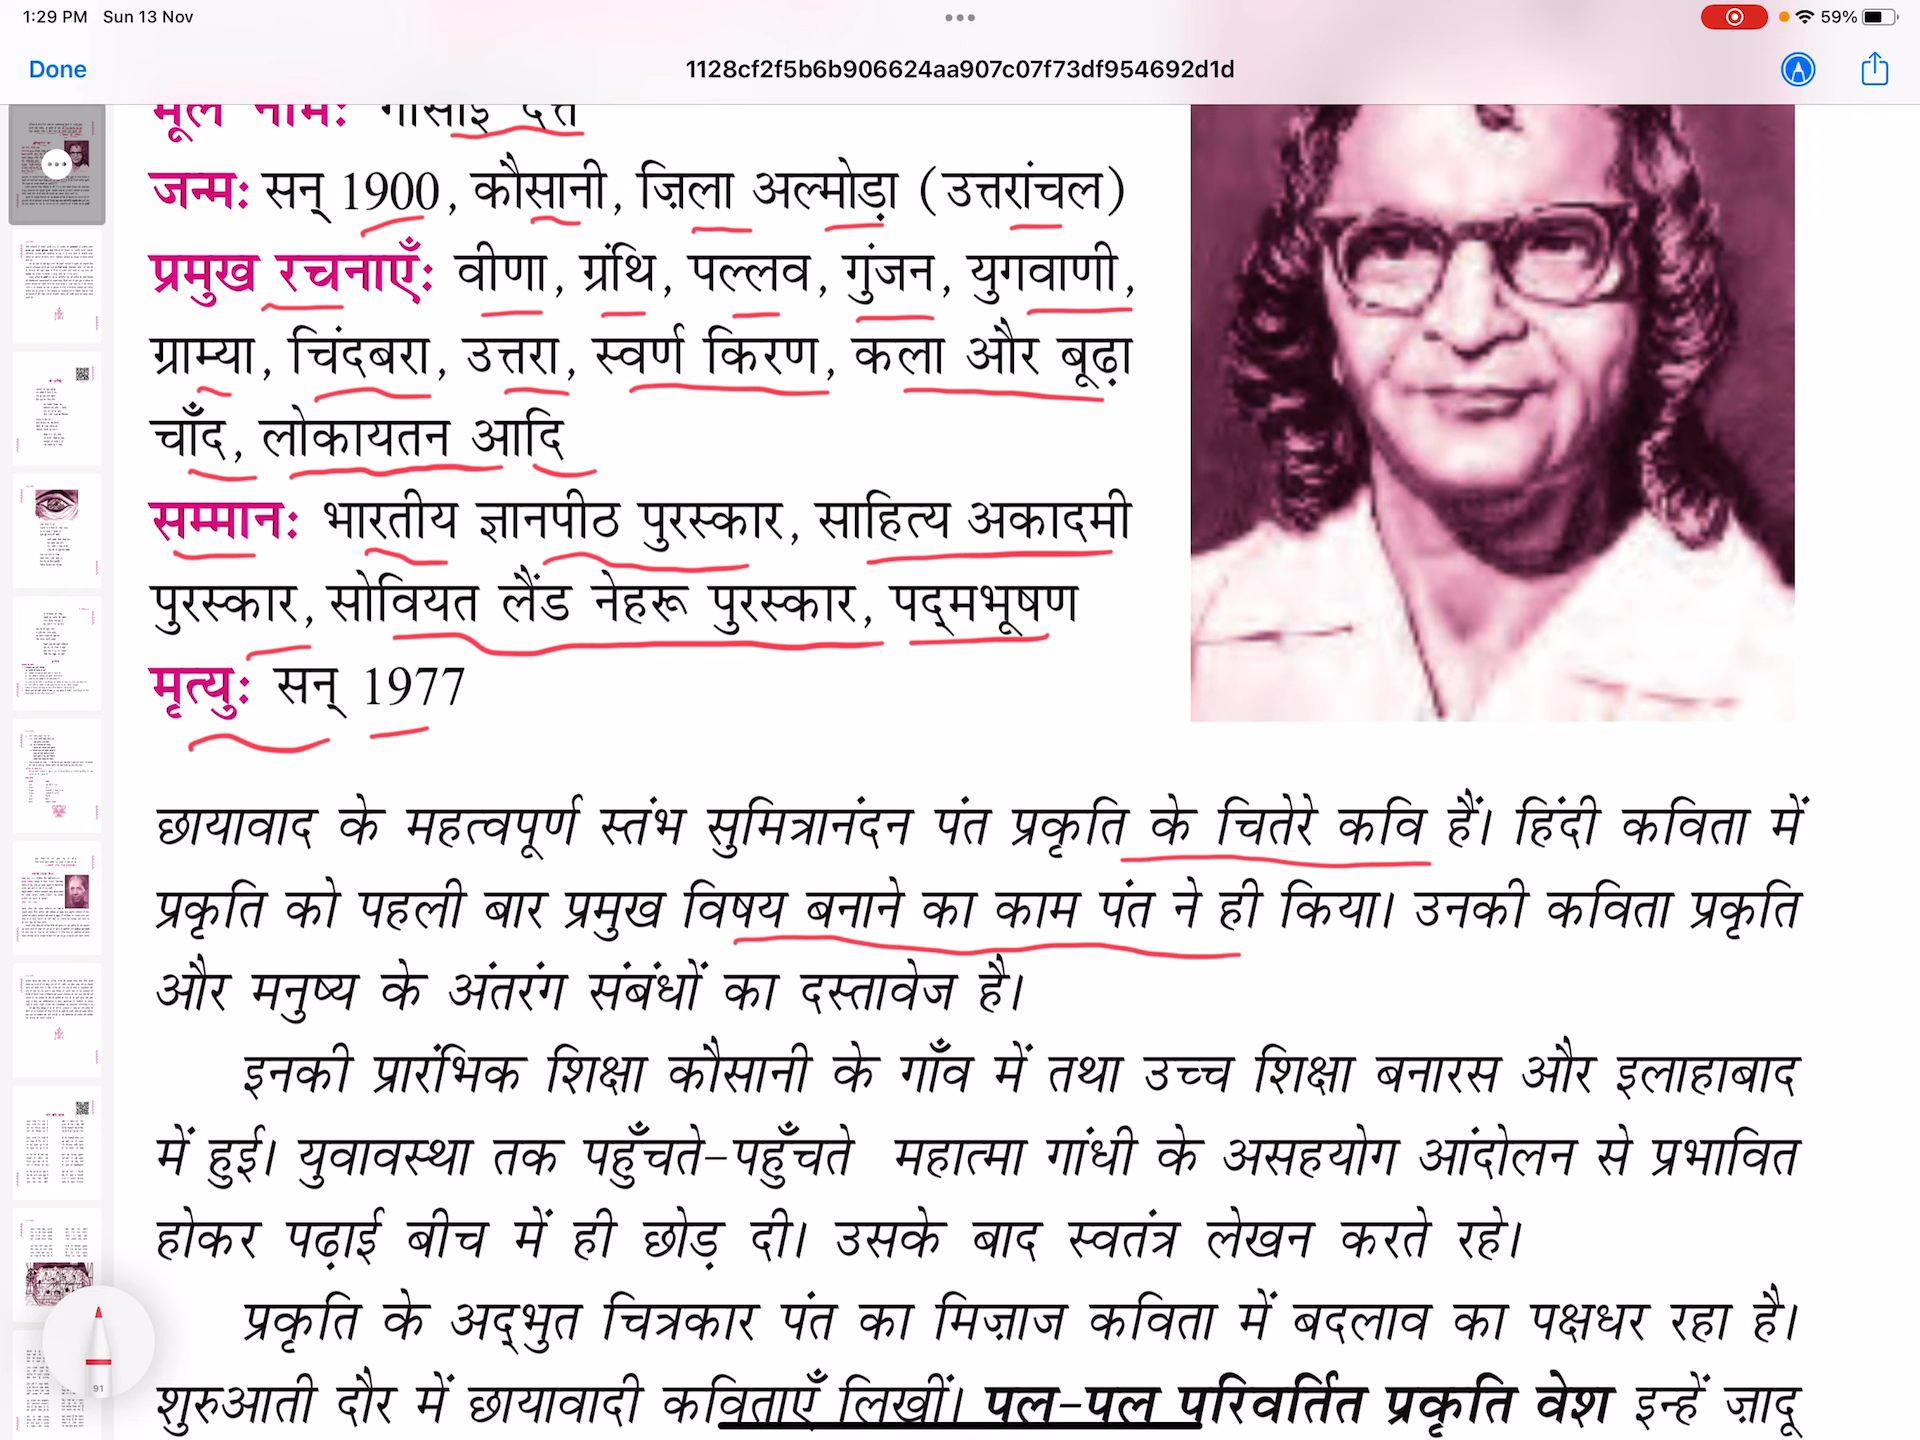 1:29 PM Sun 13 Nov
59%
Done
1128cf2f5b6b906624aa907c07f73df954692d1d
मूल नाम: गोसाईं दत्त
जन्म: सन् 1900, कौसानी, ज़िला अल्मोड़ा (उत्तरांचल)
प्रमुख रचनाएँ: वीणा, ग्रंथि, पल्लव, गुंजन, युगवाणी,
ग्राम्या, चिंदबरा, उत्तरा, स्वर्ण किरण, कला और बूढ़ा
चाँद, लोकायतन आदि
सम्मान: भारतीय ज्ञानपीठ पुरस्कार, साहित्य अकादमी
पुरस्कार, सोवियत लैंड नेहरू पुरस्कार, पद्मभूषण
मृत्यु: सन् 1977
छायावाद के महत्वपूर्ण स्तंभ सुमित्रानंदन पंत प्रकृति के चितेरे कवि हैं। हिंदी कविता में
प्रकृति को पहली बार प्रमुख विषय बनाने का काम पंत ने ही किया। उनकी कविता प्रकृति
और मनुष्य के अंतरंग संबंधों का दस्तावेज है।
इनकी प्रारंभिक शिक्षा कौसानी के गाँव में तथा उच्च शिक्षा बनारस और इलाहाबाद
में हुई। युवावस्था तक पहुँचते-पहुँचते महात्मा गांधी के असहयोग आंदोलन से प्रभावित
होकर पढ़ाई बीच में ही छोड़ दी। उसके बाद स्वतंत्र लेखन करते रहे।
प्रकृति के अद्भुत चित्रकार पंत का मिज़ाज कविता में बदलाव का पक्षधर रहा है।
शुरुआती दौर में छायावादी कविताएँ लिखीं। पल-पल परिवर्तित प्रकृति वेश इन्हें ज़ादू
91